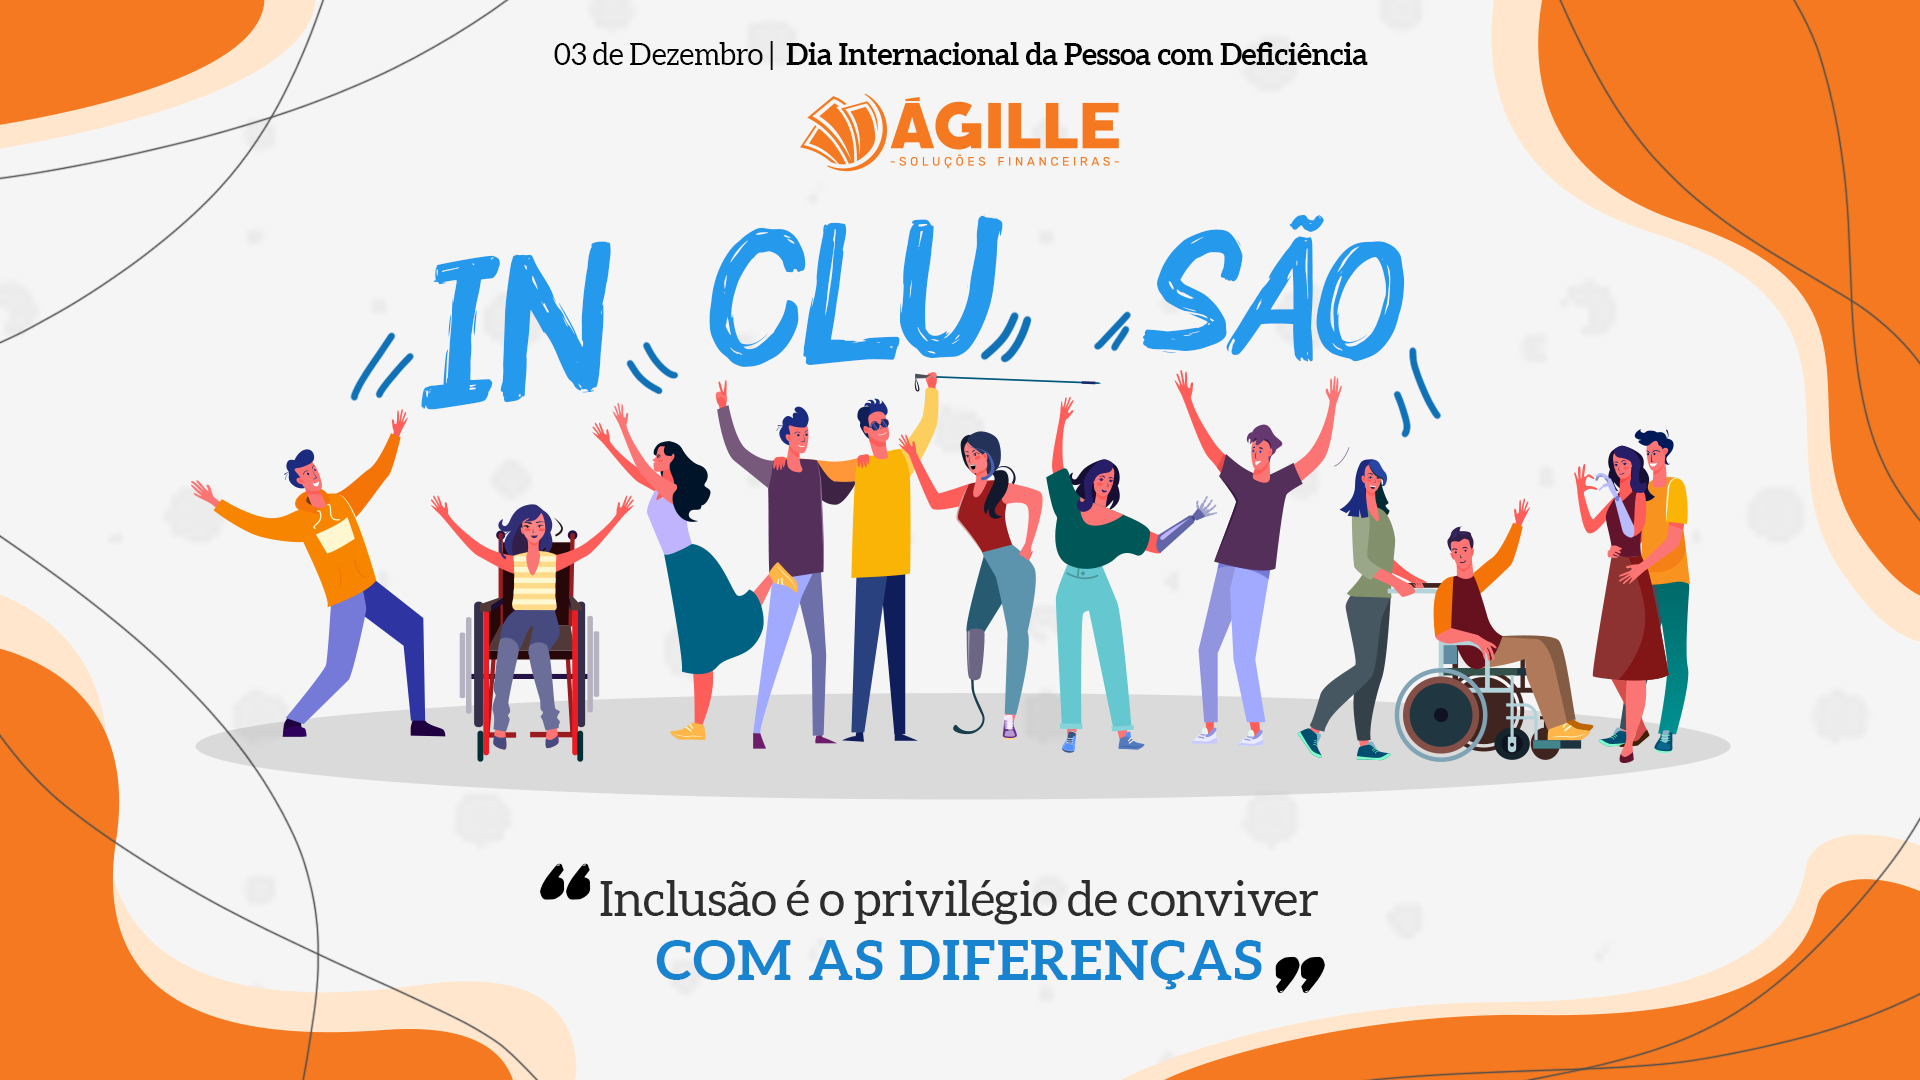 03 de Dezembro | Dia Internacional da Pessoa com Deficiência
ÁGILLE
-SOLUÇÕES FINANCEIRAS-
IN CLU SÃO
“Inclusão é o privilégio de conviver
COM AS DIFERENÇAS”